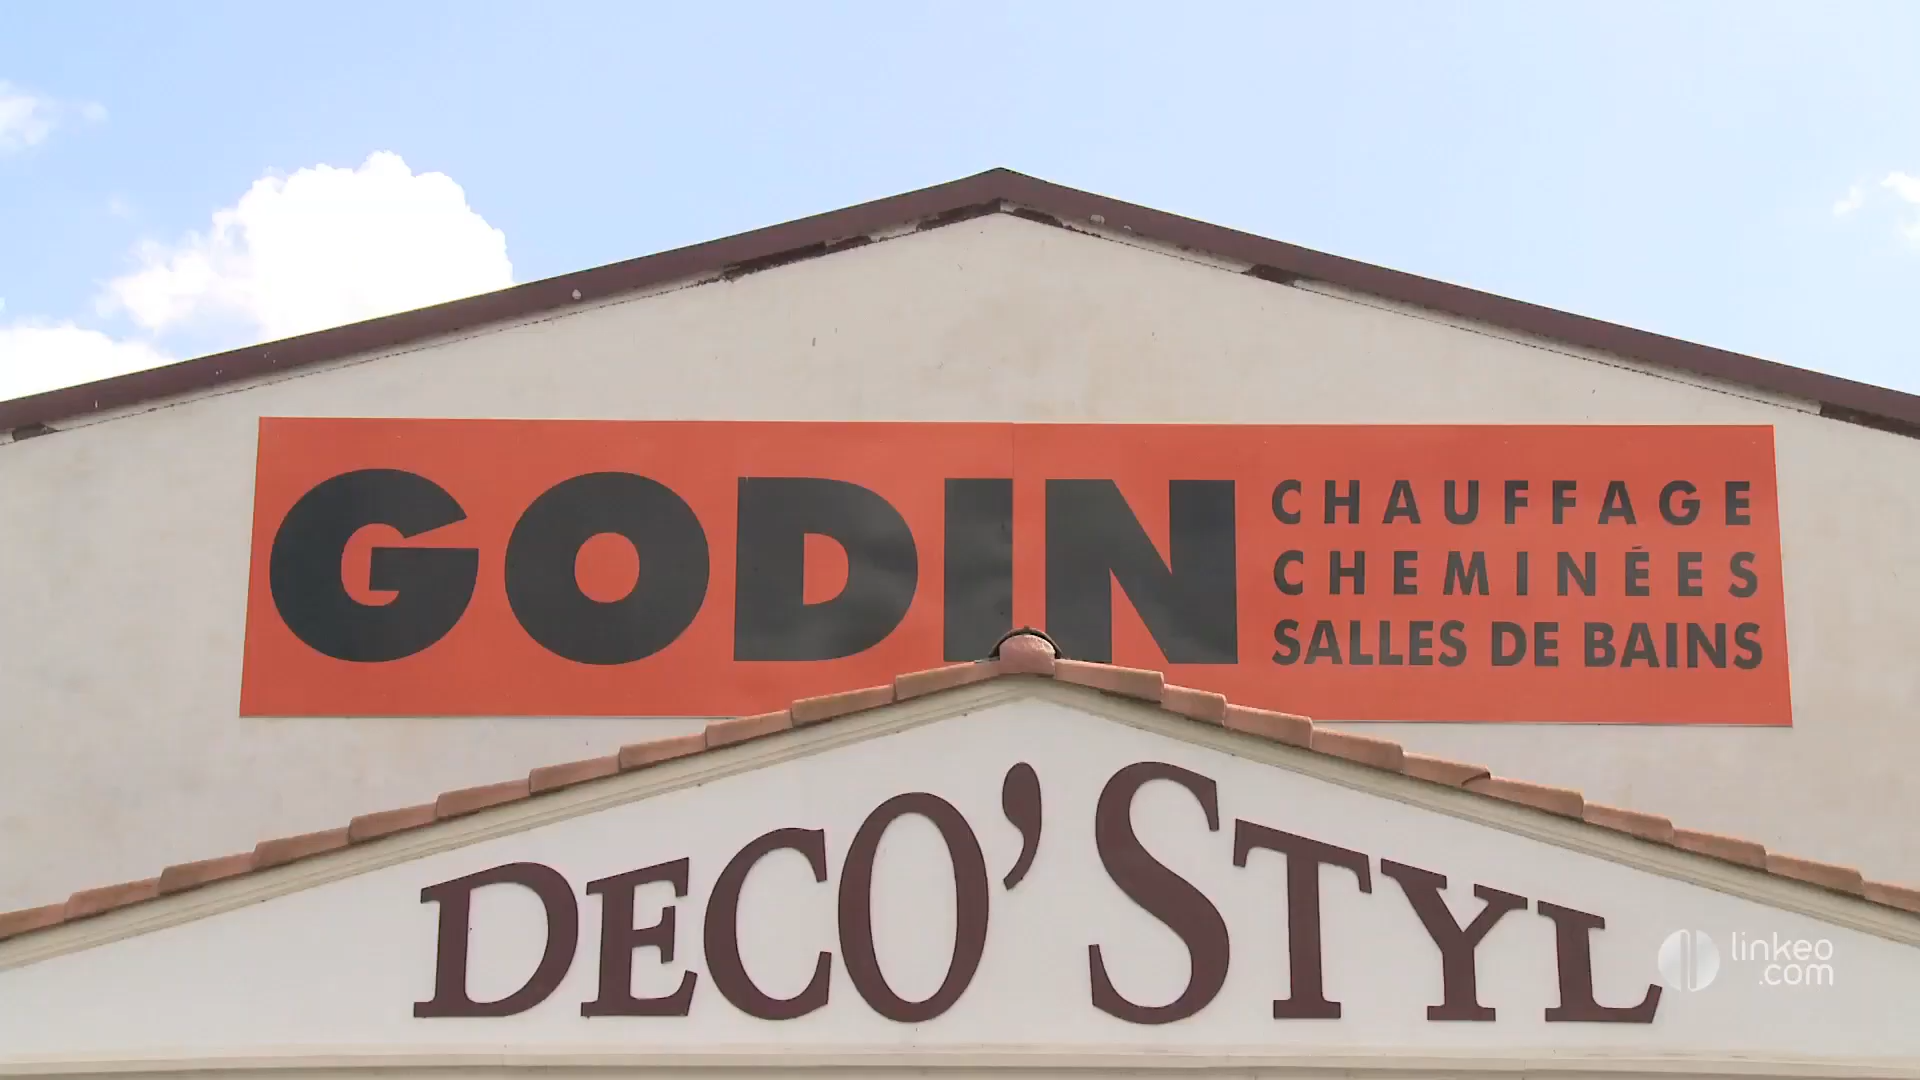 GODIN
CHAUFFAGE
CHEMINÉES
SALLES DE BAINS
DECO'STYL
linkeo
.com